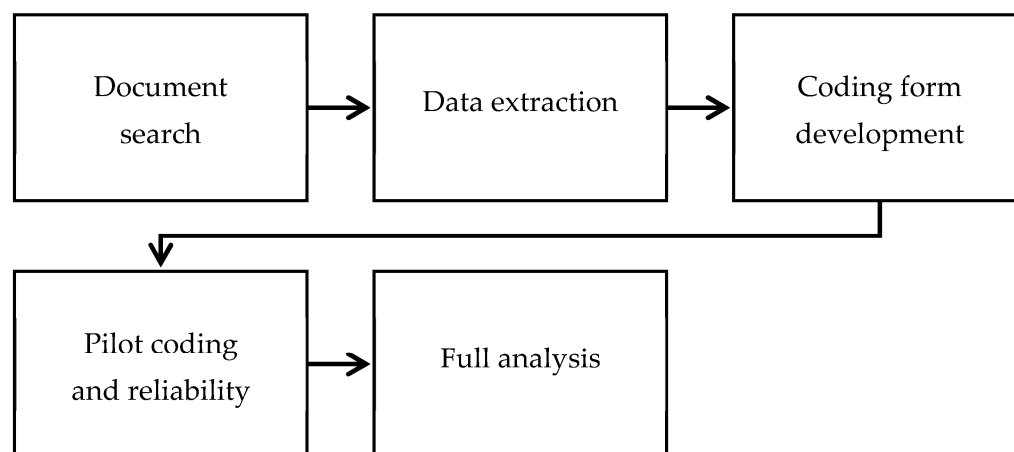 Document
search
Data extraction
Coding form
development
Pilot coding
and reliability
Full analysis